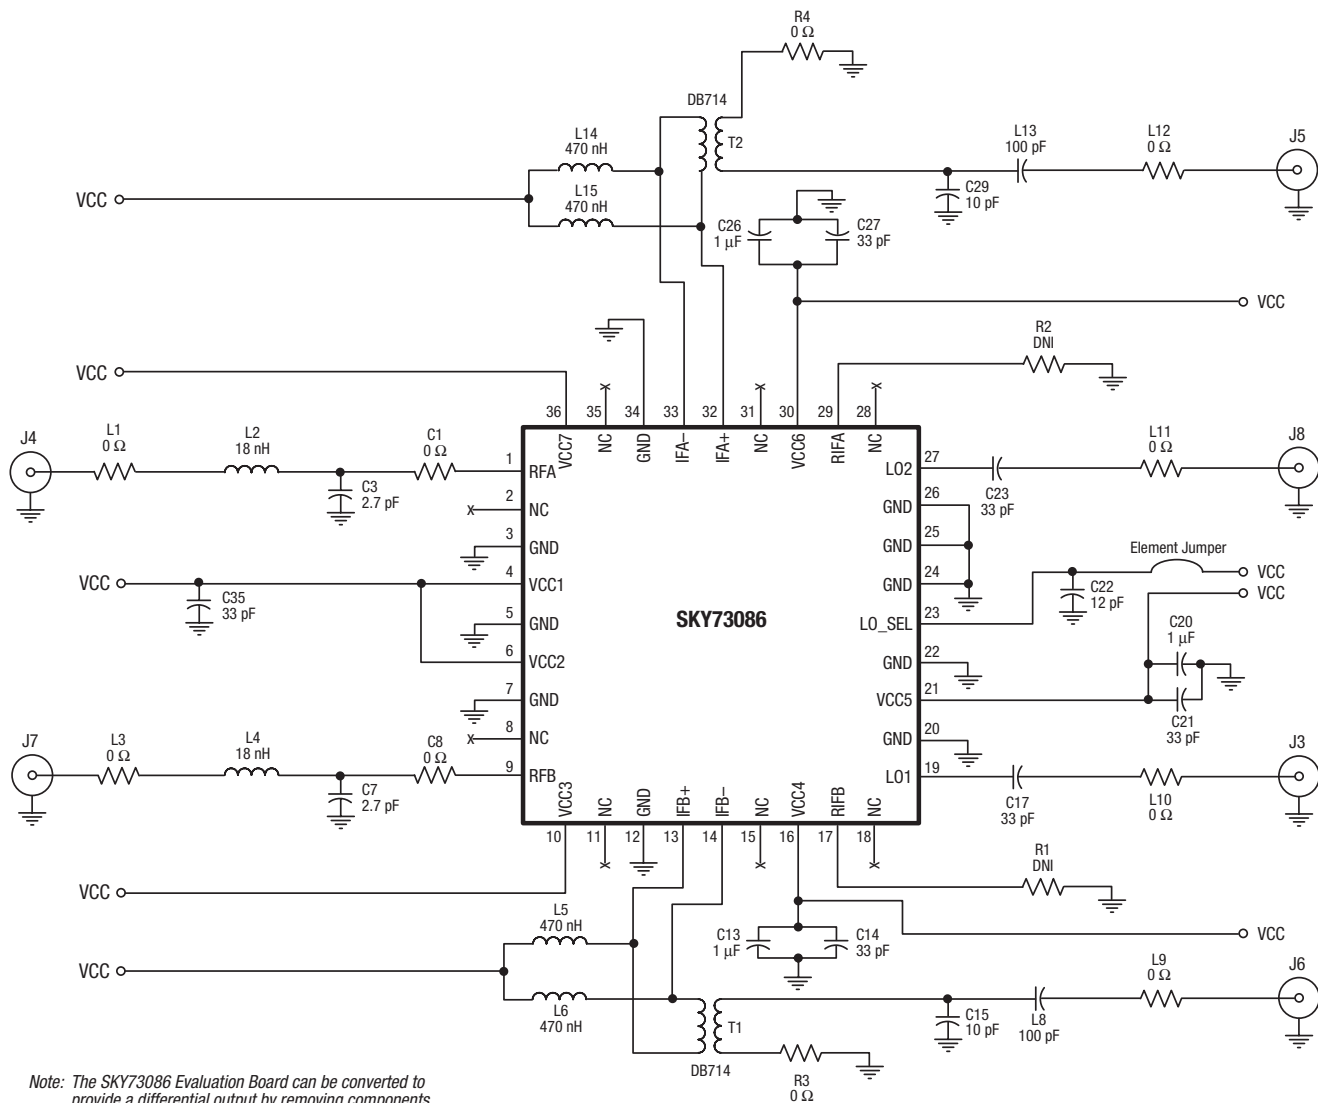 R4
0 Ω
DB714
T2
L14
470 nH
L15
470 nH
VCC
L13
100 pF
L12
0 Ω
J5
C29
10 pF
C26
1 µF
C27
33 pF
VCC
R2
DNI
VCC
36
35
34
33
32
31
30
29
28
VCC7
NC
GND
IFA–
IFA+
NC
VCC6
RIFA
NC
J4
L1
0 Ω
L2
18 nH
C1
0 Ω
C3
2.7 pF
1
RFA
2
NC
x
3
GND
4
VCC1
5
GND
6
VCC2
7
GND
8
NC
x
9
RFB
VCC
C35
33 pF
SKY73086
J7
L3
0 Ω
L4
18 nH
C8
0 Ω
C7
2.7 pF
LO2
27
GND
26
GND
25
GND
24
LO_SEL
23
GND
22
VCC5
21
GND
20
LO1
19
C23
33 pF
L11
0 Ω
J8
Element Jumper
VCC
VCC
C22
12 pF
C20
1 µF
C21
33 pF
J3
C17
33 pF
L10
0 Ω
VCC3
NC
GND
IFB+
IFB–
NC
VCC4
RIFB
NC
10
11
12
13
14
15
16
17
18
x
x
x
x
x
x
R1
DNI
VCC
L5
470 nH
C13
1 µF
C14
33 pF
VCC
VCC
L6
470 nH
T1
DB714
R3
0 Ω
C15
10 pF
L8
100 pF
L9
0 Ω
J6
Note: The SKY73086 Evaluation Board can be converted to
provide a differential output by removing components